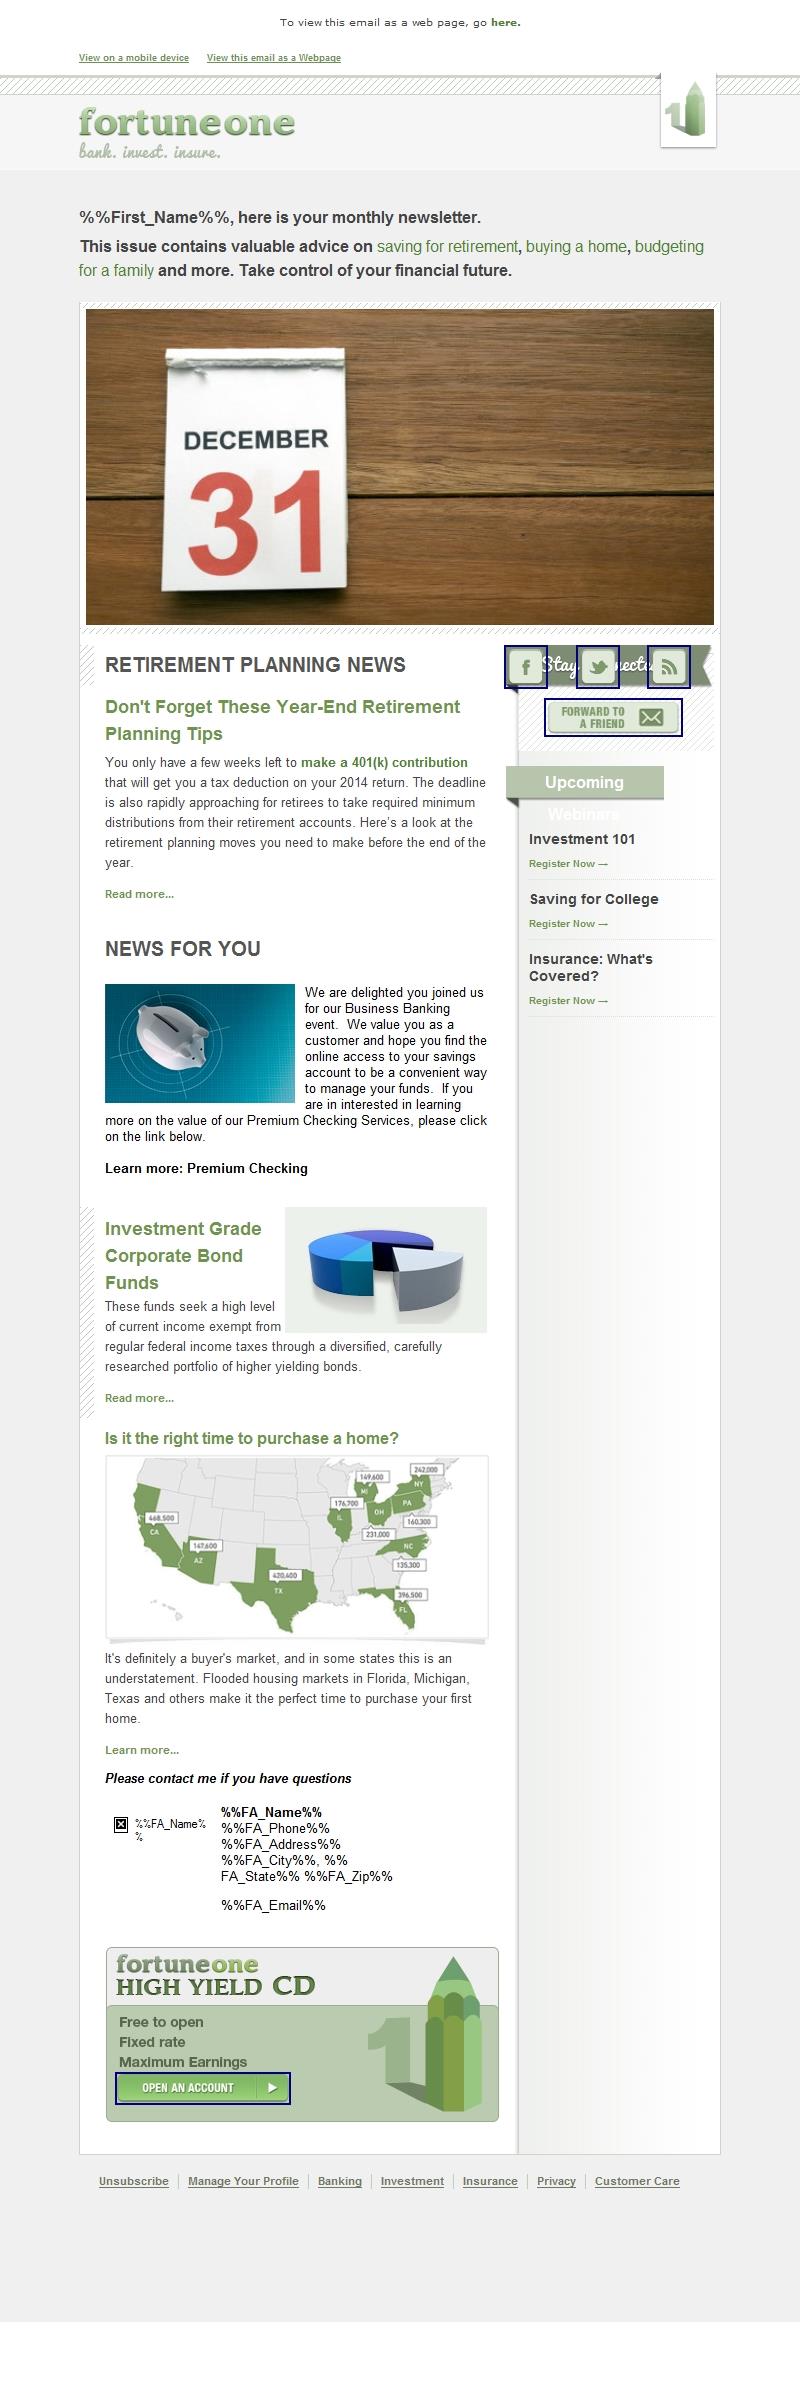 To view this email as a web page, go here.
View on a mobile device View this email as a Webpage
fortuneone
bank. invest. insure.
1
%%First_Name%%, here is your monthly newsletter.
This issue contains valuable advice on saving for retirement, buying a home, budgeting
for a family and more. Take control of your financial future.
DECEMBER
31
RETIREMENT PLANNING NEWS
Don't Forget These Year-End Retirement
Planning Tips
You only have a few weeks left to make a 401(k) contribution
that will get you a tax deduction on your 2014 return. The deadline
is also rapidly approaching for retirees to take required minimum
distributions from their retirement accounts. Here's a look at the
retirement planning moves you need to make before the end of the
year.
Read more...
Stay
f
FORWARD TO
A FRIEND
Upcoming
Webinars
Investment 101
Register Now →
Saving for College
Register Now →
Insurance: What's
Covered?
Register Now →
NEWS FOR YOU
We are delighted you joined us
for our Business Banking
event. We value you as a
customer and hope you find the
online access to your savings
account to be a convenient way
to manage your funds. If you
are in interested in learning
more on the value of our Premium Checking Services, please click
on the link below.
Learn more: Premium Checking
Investment Grade
Corporate Bond
Funds
These funds seek a high level
of current income exempt from
regular federal income taxes through a diversified, carefully
researched portfolio of higher yielding bonds.
Read more...
Is it the right time to purchase a home?
242,000
149,600
NY
MI
176,700
PA
468,500
IL
OH
160,300
CA
231,000
147,600
NC
AZ
135,300
420,400
TX
396,500
FL
It's definitely a buyer's market, and in some states this is an
understatement. Flooded housing markets in Florida, Michigan,
Texas and others make it the perfect time to purchase your first
home.
Learn more...
Please contact me if you have questions
%%FA_Name%
%
%%FA_Name%%
%%FA_Phone%%
%%FA_Address%%
%%FA_City%%, %%
FA_State%% %%FA_Zip%%
%%FA_Email%%
fortuneone
HIGH YIELD CD
Free to open
Fixed rate
Maximum Earnings
OPEN AN ACCOUNT
1
Unsubscribe Manage Your Profile Banking Investment Insurance Privacy Customer Care